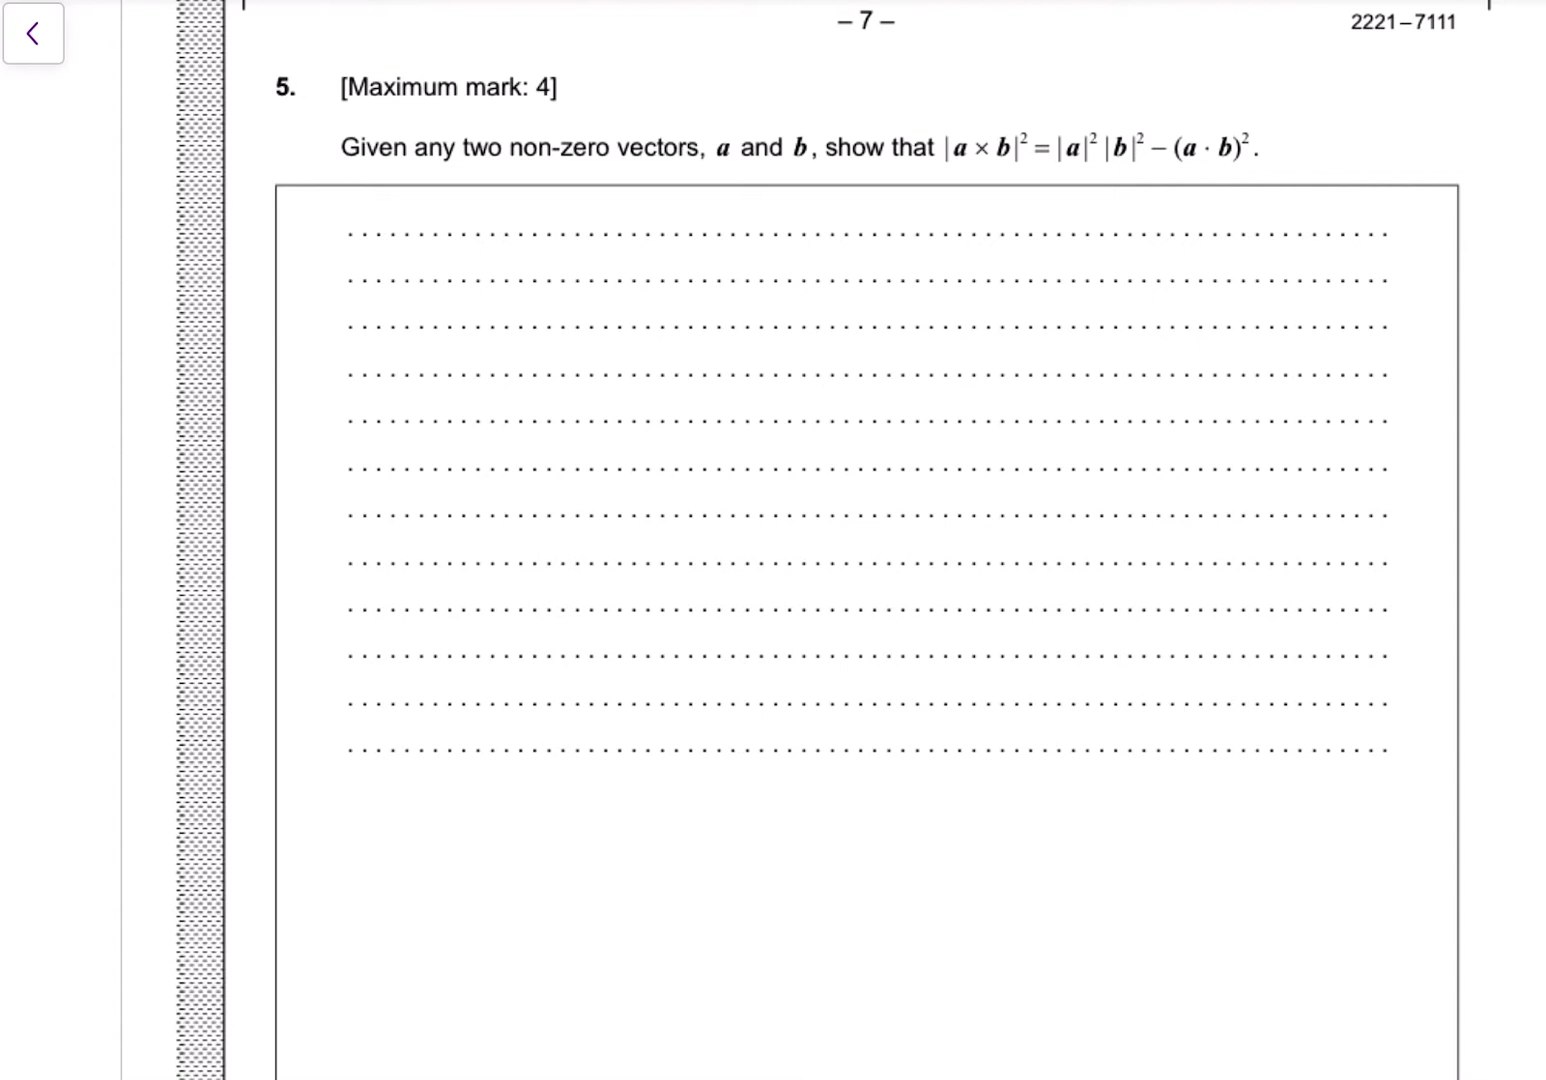 – 7 –
2221 – 7111
5. [Maximum mark: 4]
Given any two non-zero vectors, a and b, show that |a × b|² = |a|² |b|² – (a · b)².